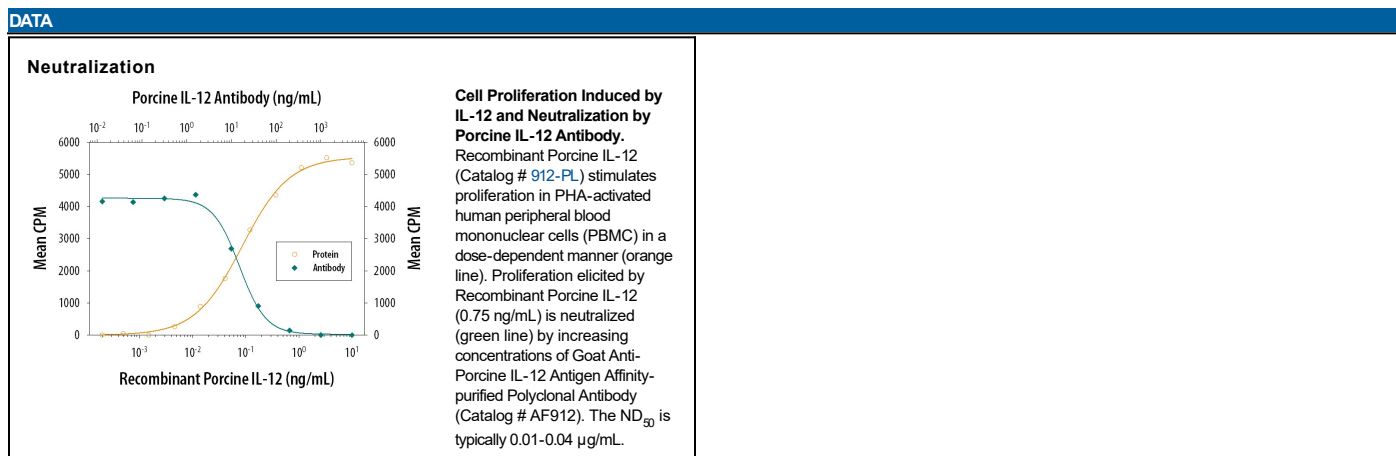 DATA
Neutralization
Porcine IL-12 Antibody (ng/mL)
10-2 10-1 100 101 102 103
6000 6000
5000 5000
4000 4000
3000 3000
2000 2000
1000 1000
0 0
Mean CPM
Mean CPM
Protein
Antibody
10-3 10-2 10-1 100 101
Recombinant Porcine IL-12 (ng/mL)
Cell Proliferation Induced by
IL-12 and Neutralization by
Porcine IL-12 Antibody.
Recombinant Porcine IL-12
(Catalog # 912-PL) stimulates
proliferation in PHA-activated
human peripheral blood
mononuclear cells (PBMC) in a
dose-dependent manner (orange
line). Proliferation elicited by
Recombinant Porcine IL-12
(0.75 ng/mL) is neutralized
(green line) by increasing
concentrations of Goat Anti-
Porcine IL-12 Antigen Affinity-
purified Polyclonal Antibody
(Catalog # AF912). The ND50 is
typically 0.01-0.04 µg/mL.